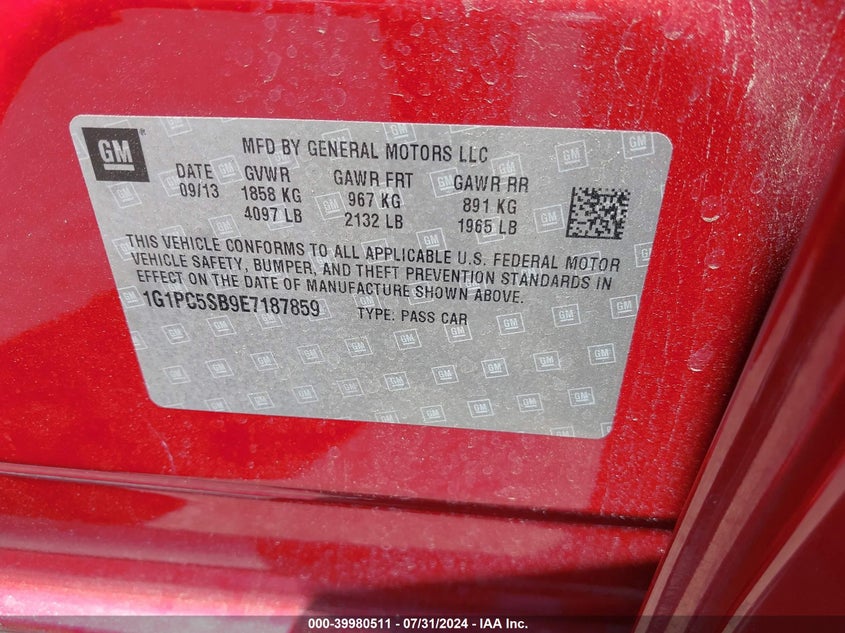 GM
MFD BY GENERAL MOTORS LLC
DATE GVWR GAWR FRT GAWR RR
09/13 1858 KG 967 KG 891 KG
4097 LB 2132 LB 1965 LB
THIS VEHICLE CONFORMS TO ALL APPLICABLE U.S. FEDERAL MOTOR
VEHICLE SAFETY, BUMPER, AND THEFT PREVENTION STANDARDS IN
EFFECT ON THE DATE OF MANUFACTURE SHOWN ABOVE.
1G1PC5SB9E7187859 TYPE: PASS CAR
000-39980511 - 07/31/2024 - IAA Inc.